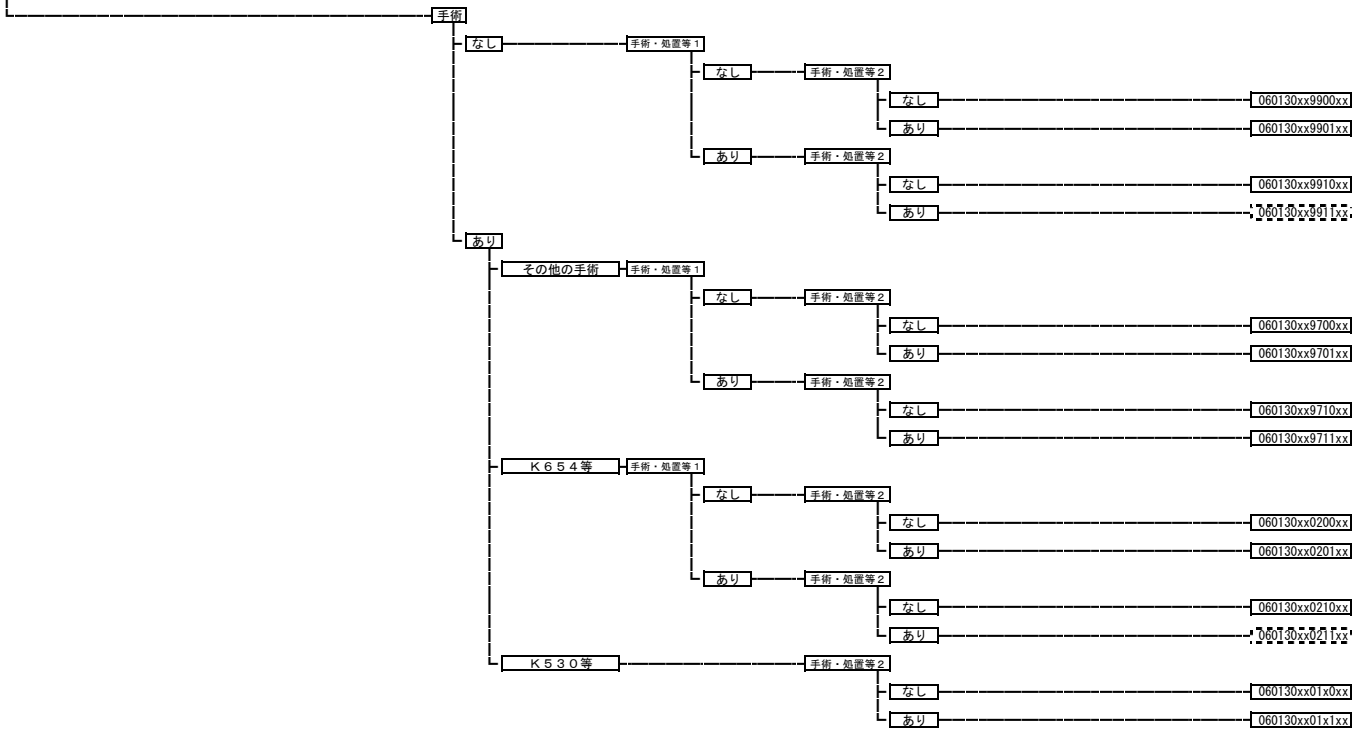 手術
なし 手術・処置等1
なし 手術・処置等2
なし 060130xx9900xx
あり 060130xx9901xx
あり 手術・処置等2
なし 060130xx9910xx
あり 060130xx9911xx
あり
その他の手術 手術・処置等1
なし 手術・処置等2
なし 060130xx9700xx
あり 060130xx9701xx
あり 手術・処置等2
なし 060130xx9710xx
あり 060130xx9711xx
K654等 手術・処置等1
なし 手術・処置等2
なし 060130xx0200xx
あり 060130xx0201xx
あり 手術・処置等2
なし 060130xx0210xx
あり 060130xx0211xx
K530等 手術・処置等2
なし 060130xx01x0xx
あり 060130xx01x1xx